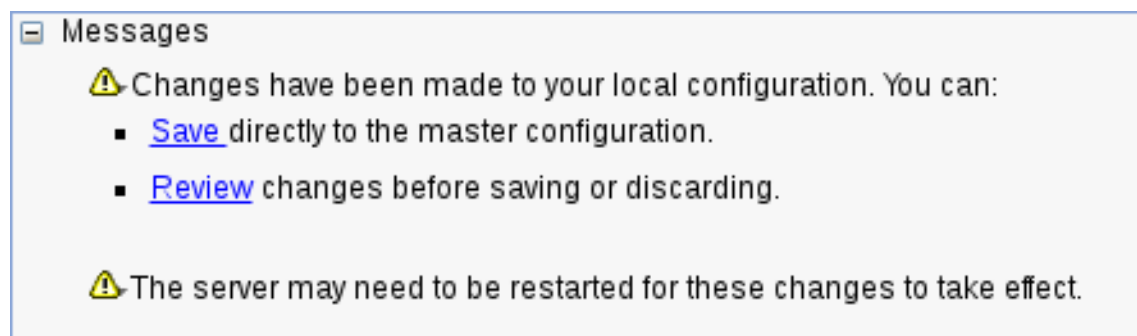 Messages
Changes have been made to your local configuration. You can:
Save directly to the master configuration.
Review changes before saving or discarding.
The server may need to be restarted for these changes to take effect.